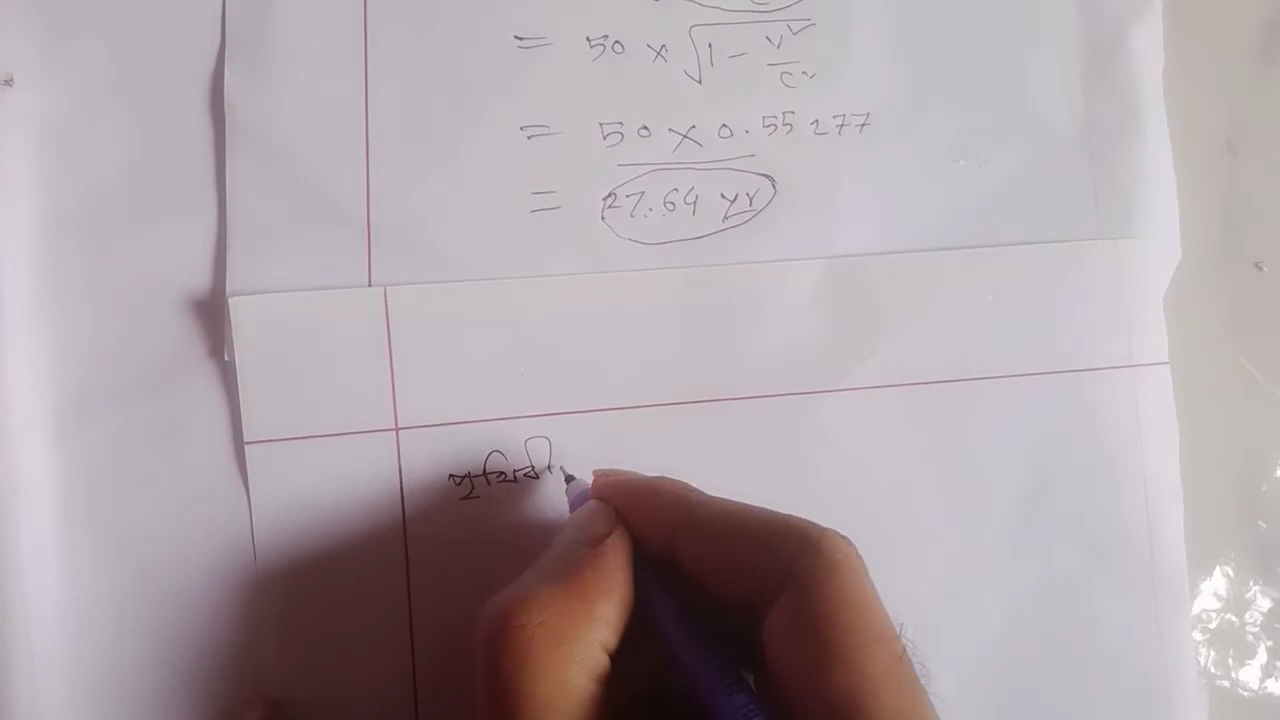 = 50 × √1 - v²/c²
= 50 × 0.55277
= 27.64 yr
পৃথিবী